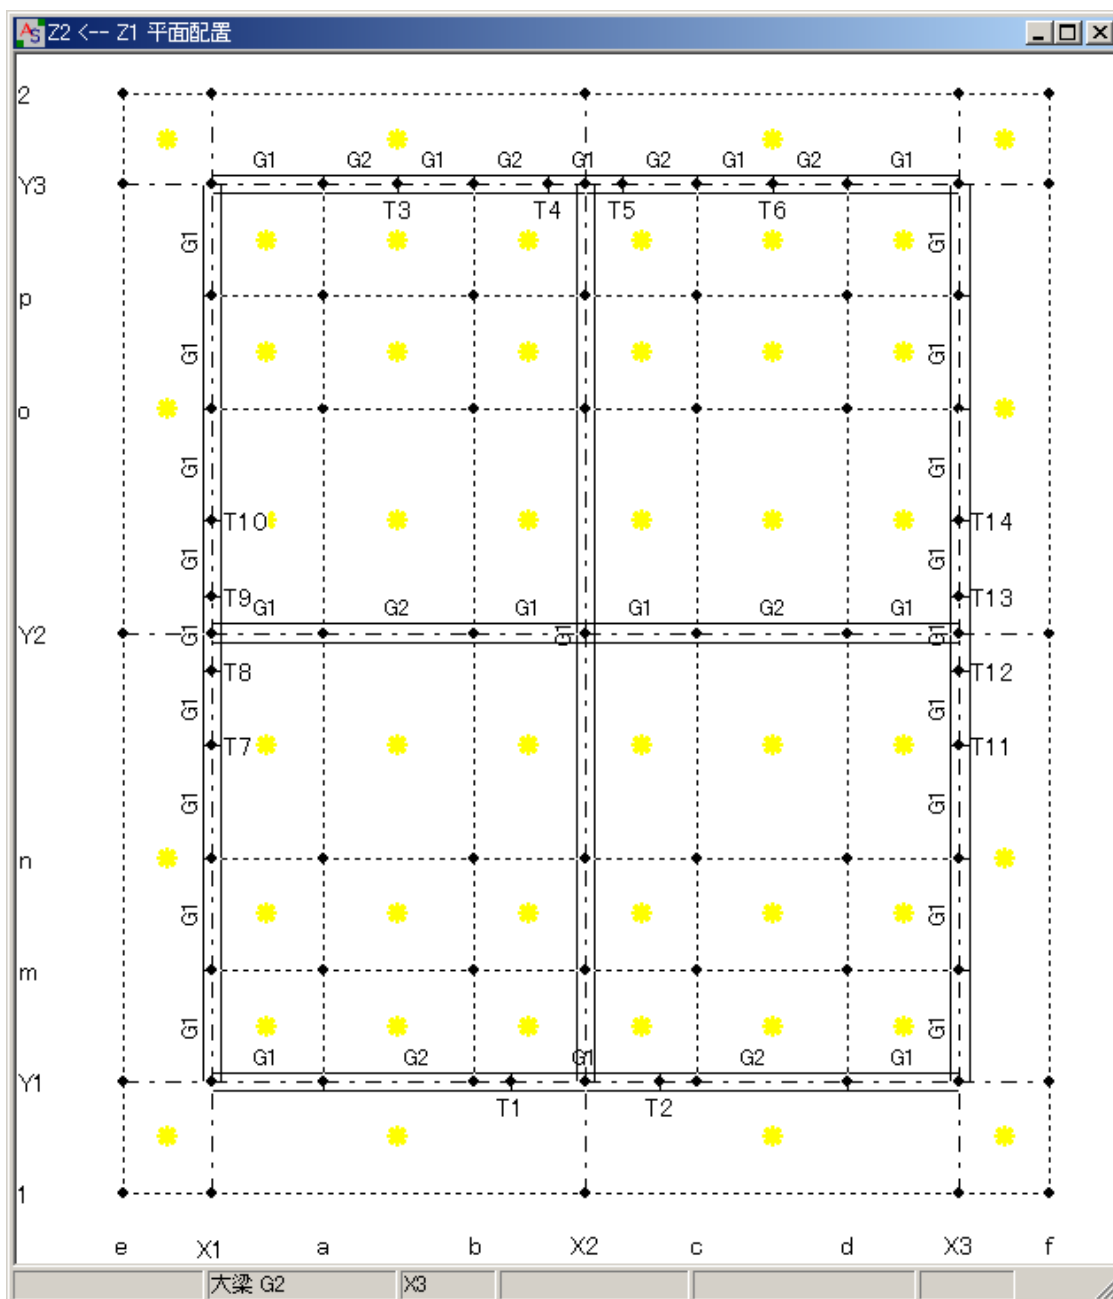 Z2 <-- Z1 平面配置
2
G1 G2 G1 G2 G1 G2 G1 G2 G1
Y3
T3 T4 T5 T6
G1 G1
p
G1 G1
o
G1 G1
T10 T14
G1 G1
T9 T13
G1 G2 G1 G1 G2 G1
Y2 G1 G1 G1
T8 T12
G1 G1
T7 T11
G1 G1
n
G1 G1
m
G1 G1
G1 G2 G1 G2 G1
Y1
T1 T2
1
e X1 a b X2 c d X3 f
大梁 G2 X3